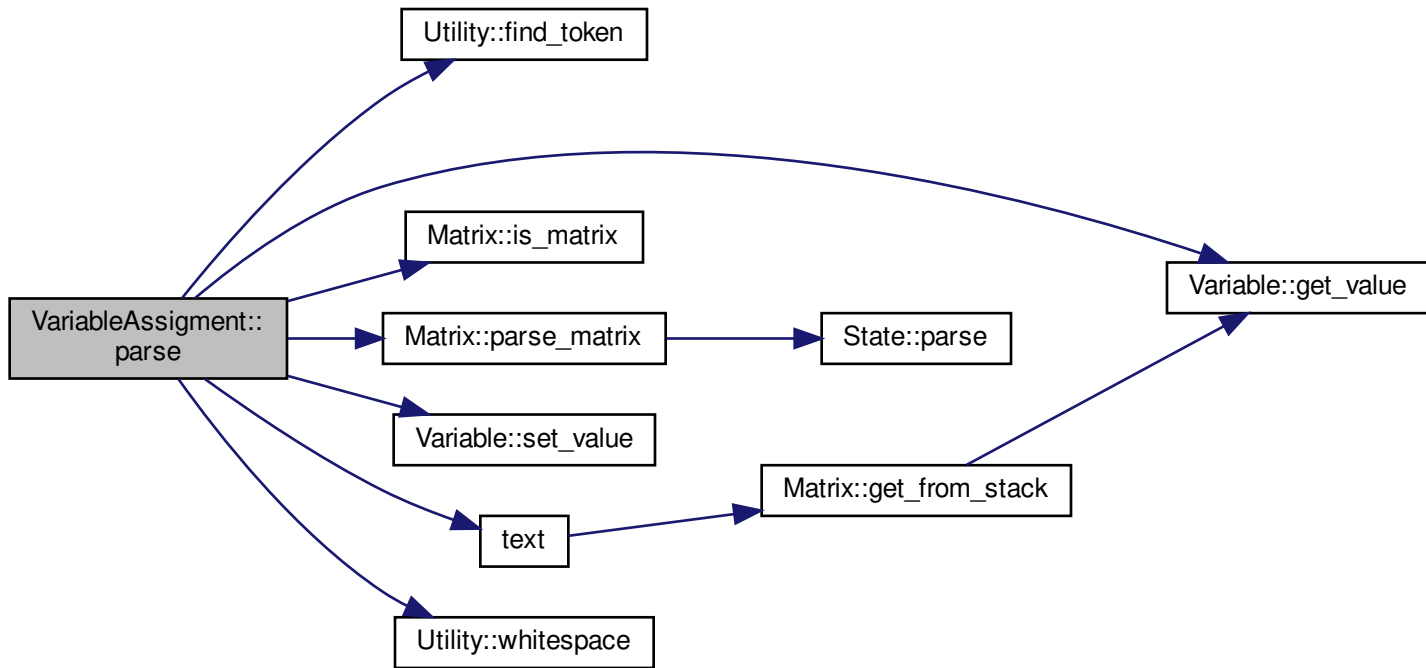 Utility::find_token
Matrix::is_matrix
Variable::get_value
VariableAssigment::
parse
Matrix::parse_matrix
State::parse
Variable::set_value
Matrix::get_from_stack
text
Utility::whitespace